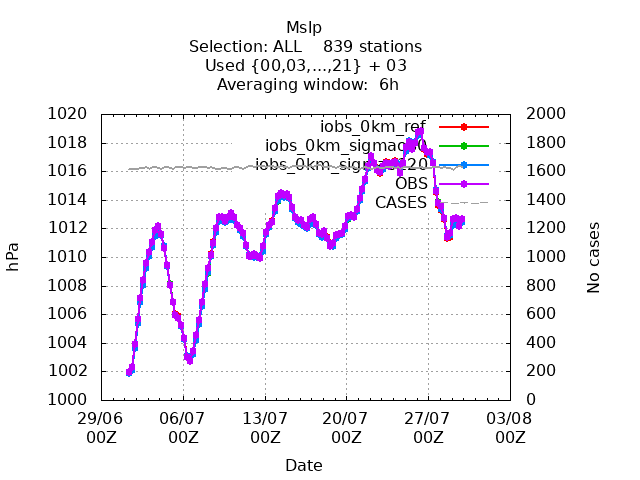 Mslp
Selection: ALL    839 stations
Used {00,03,...,21} + 03
Averaging window:  6h
hPa
1020
1018
1016
1014
1012
1010
1008
1006
1004
1002
1000
2000
1800
1600
1400
1200
1000
800
600
400
200
0
No cases
iobs_0km_ref
OBS
CASES
29/06 00Z
06/07 00Z
13/07 00Z
20/07 00Z
27/07 00Z
03/08 00Z
Date